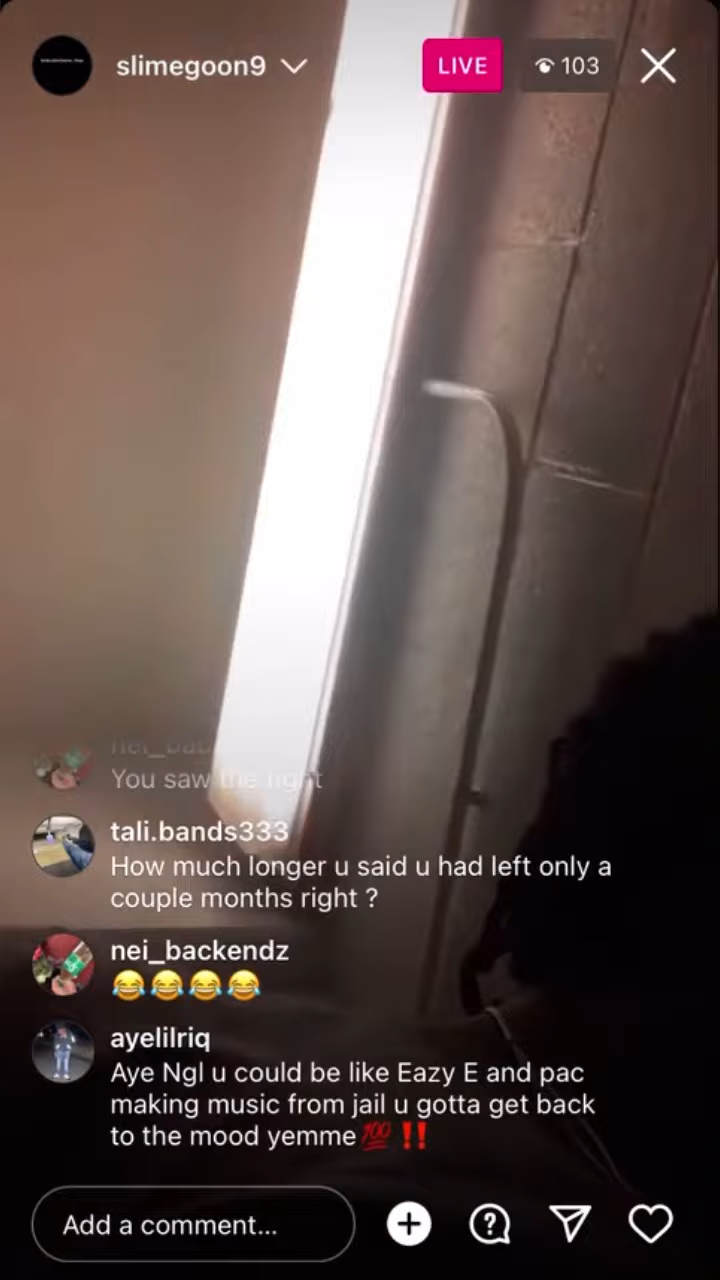 slimegoon9
LIVE
103
nei_bac
You saw the light
tali.bands333
How much longer u said u had left only a
couple months right ?
nei_backendz
😂😂😂😂
ayelilriq
Aye Ngl u could be like Eazy E and pac
making music from jail u gotta get back
to the mood yemme💯‼️
Add a comment...